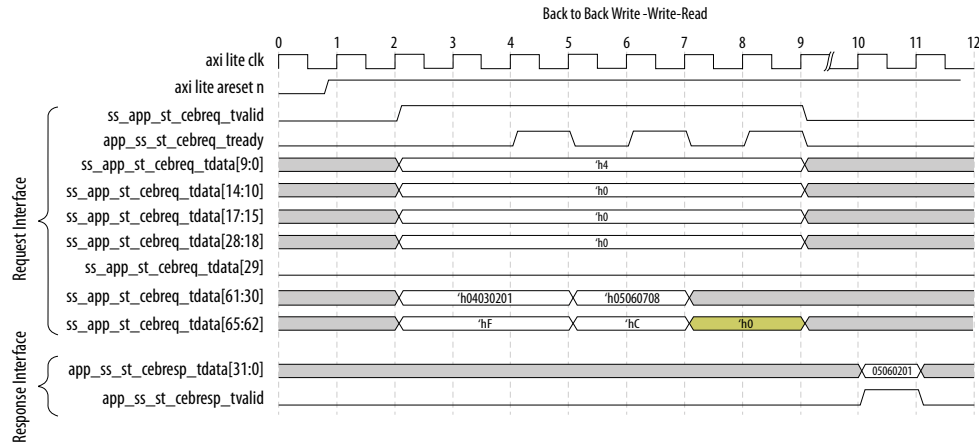 Back to Back Write -Write-Read
0 1 2 3 4 5 6 7 8 9 10 11 12
axi lite clk
axi lite areset n
Request Interface
ss_app_st_cebreq_tvalid
app_ss_st_cebreq_tready
ss_app_st_cebreq_tdata[9:0] 'h4
ss_app_st_cebreq_tdata[14:10] 'h0
ss_app_st_cebreq_tdata[17:15] 'h0
ss_app_st_cebreq_tdata[28:18] 'h0
ss_app_st_cebreq_tdata[29]
ss_app_st_cebreq_tdata[61:30] 'h04030201 'h05060708
ss_app_st_cebreq_tdata[65:62] 'hF 'hC 'h0
Response Interface
app_ss_st_cebresp_tdata[31:0] 05060201
app_ss_st_cebresp_tvalid